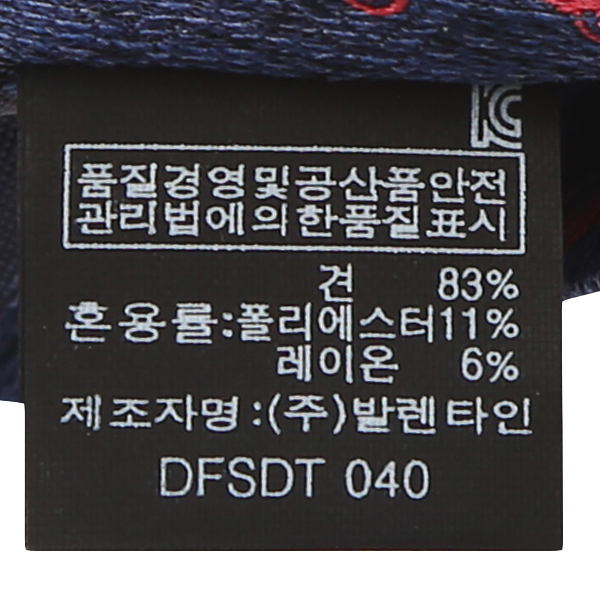 품질경영및공산품안전
관리법에의한품질표시
견 83%
혼용률:폴리에스터11%
레이온 6%
제조자명:(주)발렌타인
DFSDT 040